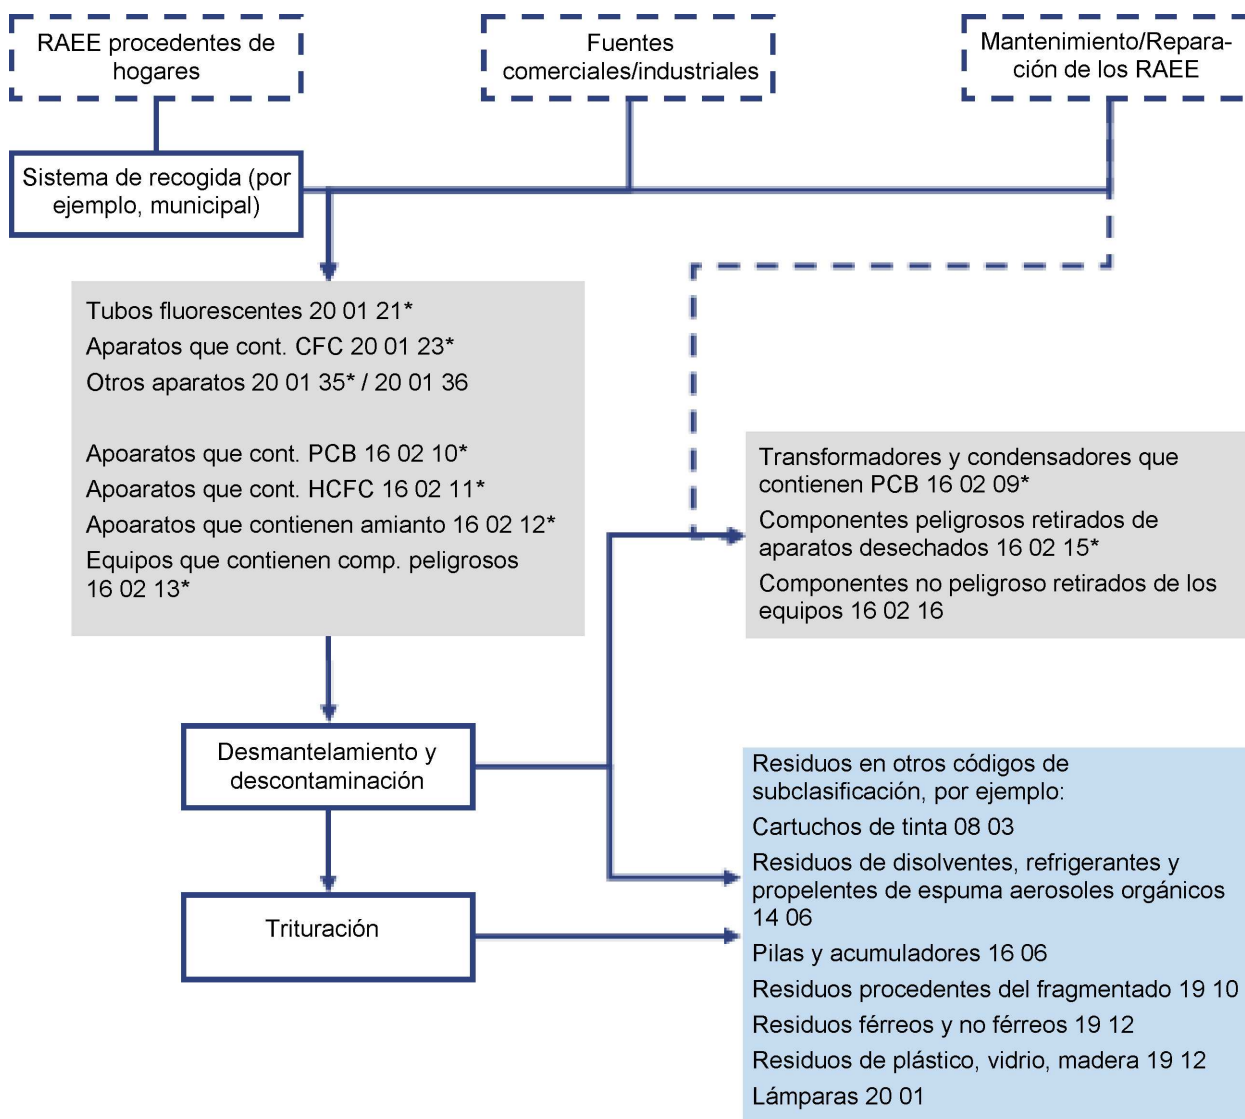 RAEE procedentes de
hogares
Fuentes
comerciales/industriales
Mantenimiento/Repara-
ción de los RAEE
Sistema de recogida (por
ejemplo, municipal)
Tubos fluorescentes 20 01 21*
Aparatos que cont. CFC 20 01 23*
Otros aparatos 20 01 35* / 20 01 36
Apoaratos que cont. PCB 16 02 10*
Apoaratos que cont. HCFC 16 02 11*
Apoaratos que contienen amianto 16 02 12*
Equipos que contienen comp. peligrosos
16 02 13*
Transformadores y condensadores que
contienen PCB 16 02 09*
Componentes peligrosos retirados de
aparatos desechados 16 02 15*
Componentes no peligroso retirados de los
equipos 16 02 16
Desmantelamiento y
descontaminación
Trituración
Residuos en otros códigos de
subclasificación, por ejemplo:
Cartuchos de tinta 08 03
Residuos de disolventes, refrigerantes y
propelentes de espuma aerosoles orgánicos
14 06
Pilas y acumuladores 16 06
Residuos procedentes del fragmentado 19 10
Residuos férreos y no férreos 19 12
Residuos de plástico, vidrio, madera 19 12
Lámparas 20 01